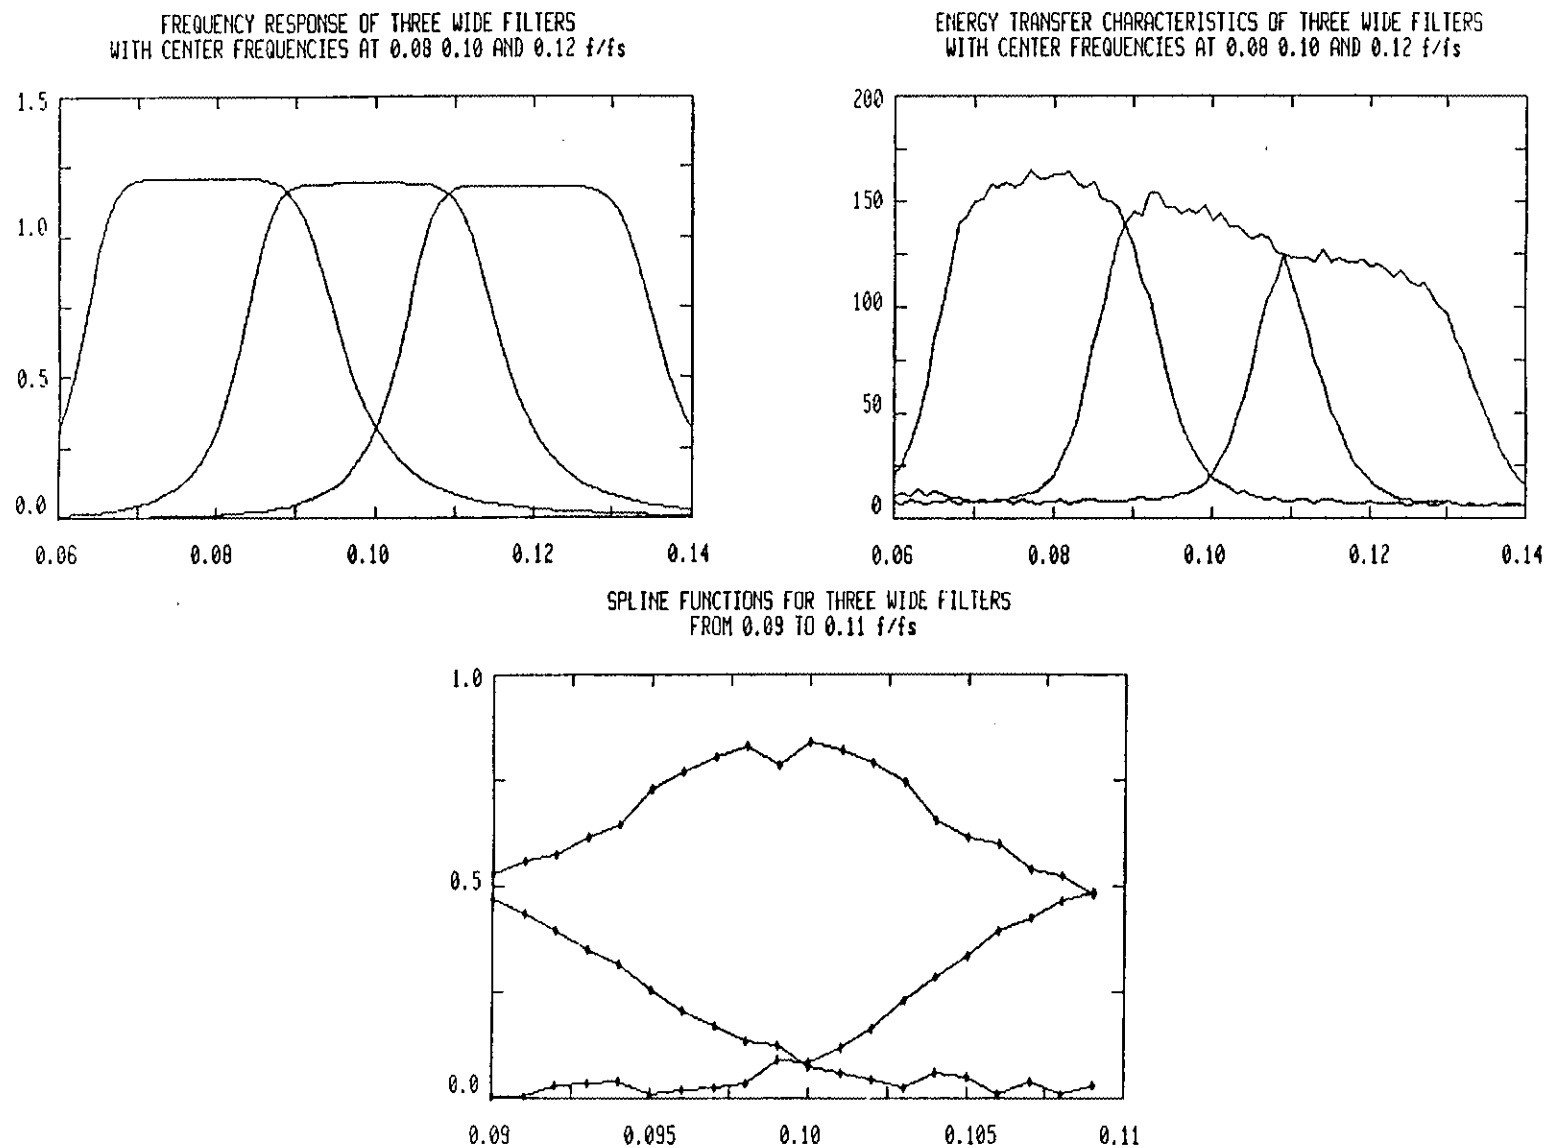 FREQUENCY RESPONSE OF THREE WIDE FILTERS
WITH CENTER FREQUENCIES AT 0.08 0.10 AND 0.12 f/fs
1.5
1.0
0.5
0.0
0.06 0.08 0.10 0.12 0.14
ENERGY TRANSFER CHARACTERISTICS OF THREE WIDE FILTERS
WITH CENTER FREQUENCIES AT 0.08 0.10 AND 0.12 f/fs
200
150
100
50
0
0.06 0.08 0.10 0.12 0.14
SPLINE FUNCTIONS FOR THREE WIDE FILTERS
FROM 0.09 TO 0.11 f/fs
1.0
0.5
0.0
0.09 0.095 0.10 0.105 0.11